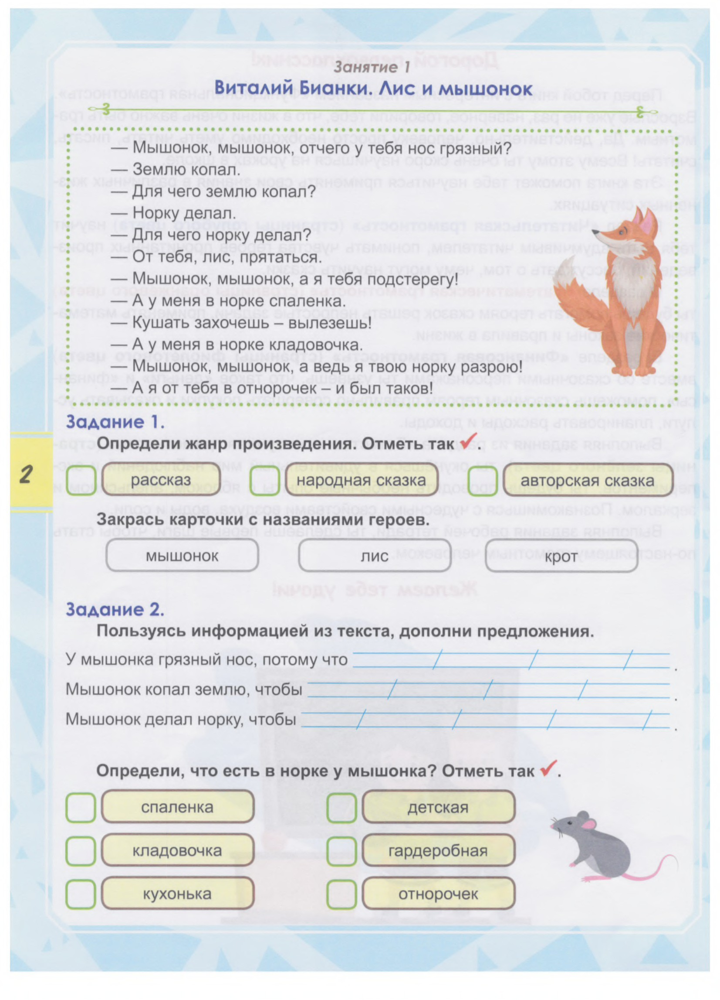 Занятие 1
Виталий Бианки. Лис и мышонок
— Мышонок, мышонок, отчего у тебя нос грязный?
— Землю копал.
— Для чего землю копал?
— Норку делал.
— Для чего норку делал?
— От тебя, лис, прятаться.
— Мышонок, мышонок, а я тебя подстерегу!
— А у меня в норке спаленка.
— Кушать захочешь – вылезешь!
— А у меня в норке кладовочка.
— Мышонок, мышонок, а ведь я твою норку разрою!
— А я от тебя в отнорочек – и был таков!
Задание 1.
Определи жанр произведения. Отметь так ✓.
рассказ народная сказка авторская сказка
2
Закрась карточки с названиями героев.
мышонок лис крот
Задание 2.
Пользуясь информацией из текста, дополни предложения.
У мышонка грязный нос, потому что .
Мышонок копал землю, чтобы .
Мышонок делал норку, чтобы .
Определи, что есть в норке у мышонка? Отметь так ✓.
спаленка детская
кладовочка гардеробная
кухонька отнорочек